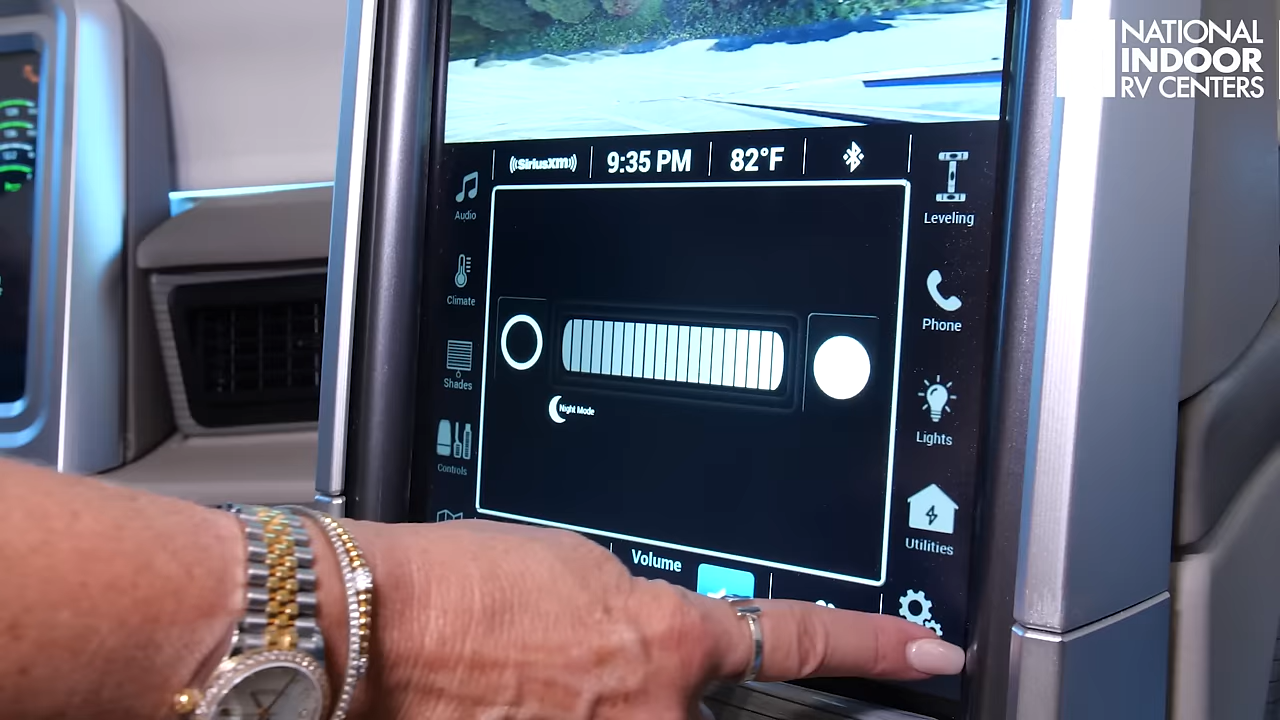 NATIONAL
INDOOR
RV CENTERS
((SiriusXM))
9:35 PM
82°F
Audio
Climate
Shades
Controls
Night Mode
Leveling
Phone
Lights
Utilities
Volume